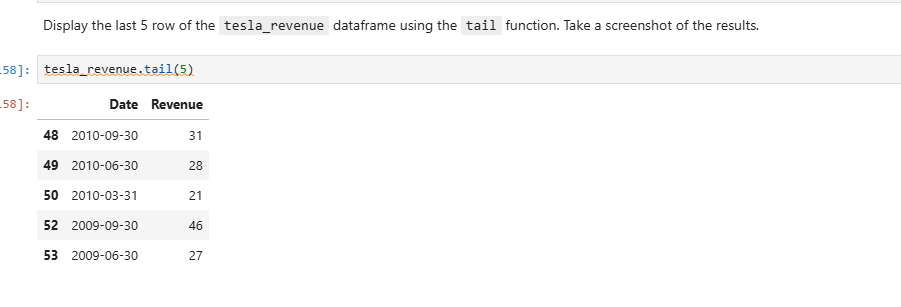 Display the last 5 row of the tesla_revenue dataframe using the tail function. Take a screenshot of the results.
58]: tesla_revenue.tail(5)
58]: Date Revenue
48 2010-09-30 31
49 2010-06-30 28
50 2010-03-31 21
52 2009-09-30 46
53 2009-06-30 27